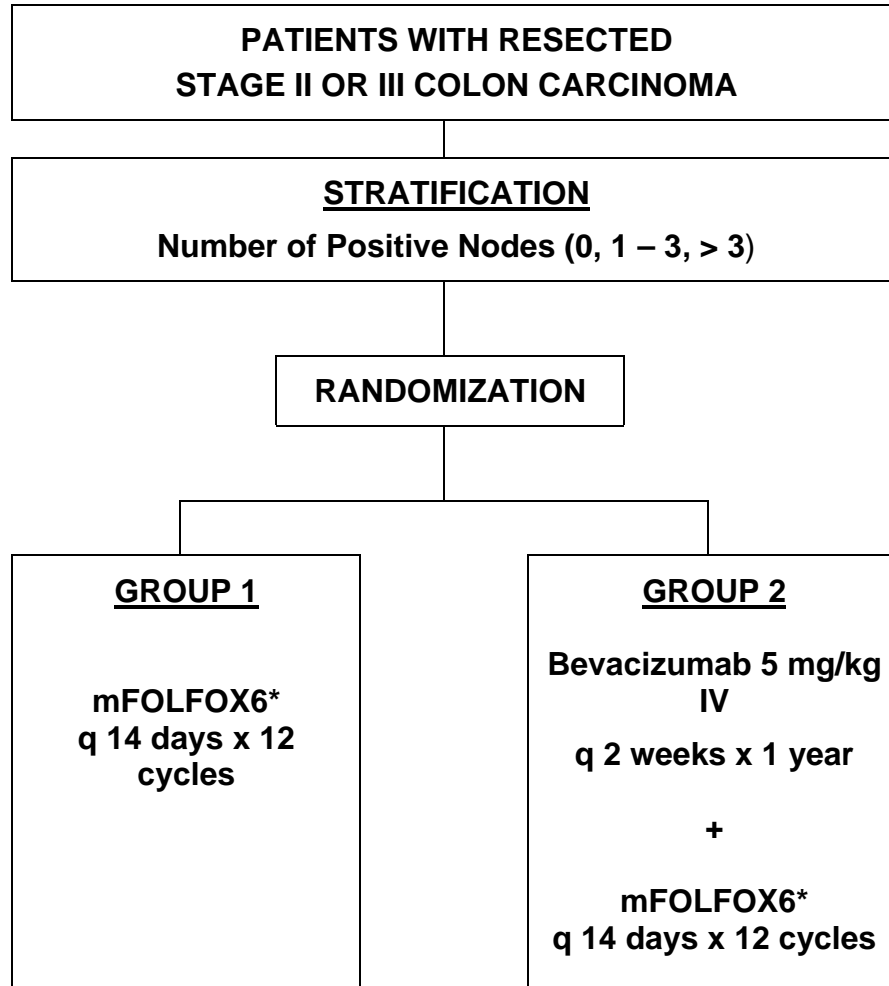 PATIENTS WITH RESECTED
STAGE II OR III COLON CARCINOMA
STRATIFICATION
Number of Positive Nodes (0, 1 – 3, > 3)
RANDOMIZATION
GROUP 1
mFOLFOX6*
q 14 days x 12
cycles
GROUP 2
Bevacizumab 5 mg/kg
IV
q 2 weeks x 1 year
+
mFOLFOX6*
q 14 days x 12 cycles